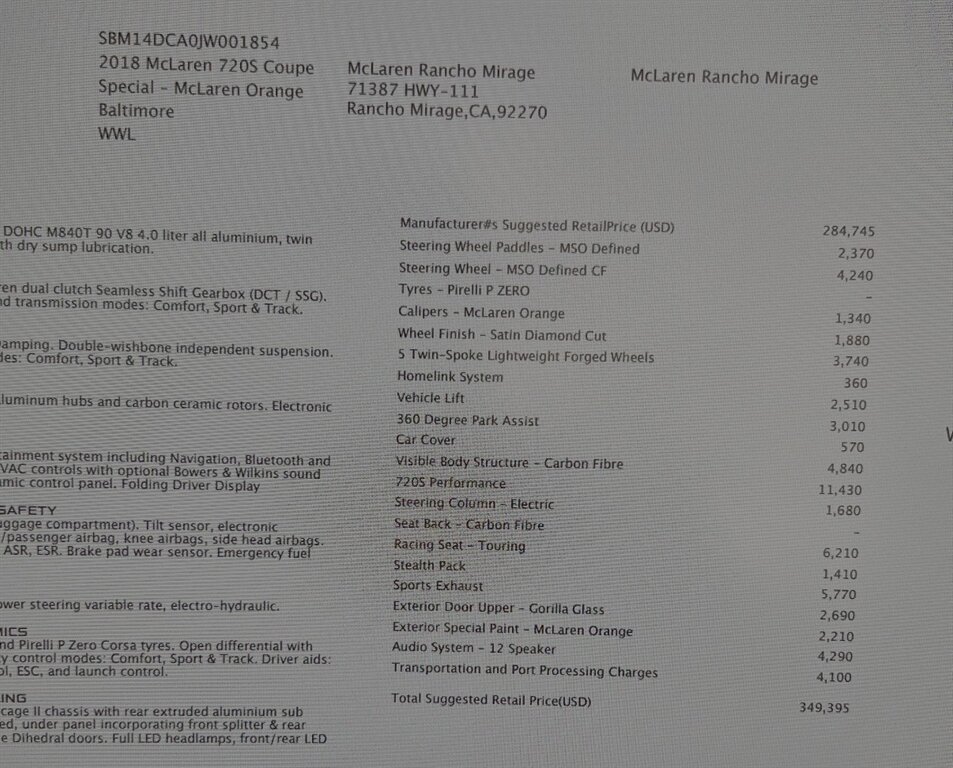 SBM14DCA0JW001854
2018 McLaren 720S Coupe
Special – McLaren Orange
Baltimore
WWL
McLaren Rancho Mirage
71387 HWY-111
Rancho Mirage,CA,92270
McLaren Rancho Mirage
DOHC M840T 90 V8 4.0 liter all aluminium, twin
th dry sump lubrication.
ren dual clutch Seamless Shift Gearbox (DCT / SSG).
nd transmission modes: Comfort, Sport & Track.
Damping. Double-wishbone independent suspension.
des: Comfort, Sport & Track.
luminum hubs and carbon ceramic rotors. Electronic
tainment system including Navigation, Bluetooth and
VAC controls with optional Bowers & Wilkins sound
amic control panel. Folding Driver Display
SAFETY
uggage compartment). Tilt sensor, electronic
/passenger airbag, knee airbags, side head airbags.
ASR, ESR. Brake pad wear sensor. Emergency fuel
ower steering variable rate, electro-hydraulic.
MICS
nd Pirelli P Zero Corsa tyres. Open differential with
y control modes: Comfort, Sport & Track. Driver aids:
ol, ESC, and launch control.
ING
cage II chassis with rear extruded aluminium sub
ed, under panel incorporating front splitter & rear
e Dihedral doors. Full LED headlamps, front/rear LED
Manufacturer#s Suggested RetailPrice (USD) 284,745
Steering Wheel Paddles – MSO Defined 2,370
Steering Wheel – MSO Defined CF 4,240
Tyres – Pirelli P ZERO –
Calipers – McLaren Orange 1,340
Wheel Finish – Satin Diamond Cut 1,880
5 Twin-Spoke Lightweight Forged Wheels 3,740
Homelink System 360
Vehicle Lift 2,510
360 Degree Park Assist 3,010
Car Cover 570
Visible Body Structure – Carbon Fibre 4,840
720S Performance 11,430
Steering Column – Electric 1,680
Seat Back – Carbon Fibre –
Racing Seat – Touring 6,210
Stealth Pack 1,410
Sports Exhaust 5,770
Exterior Door Upper – Gorilla Glass 2,690
Exterior Special Paint – McLaren Orange 2,210
Audio System – 12 Speaker 4,290
Transportation and Port Processing Charges 4,100
Total Suggested Retail Price(USD) 349,395